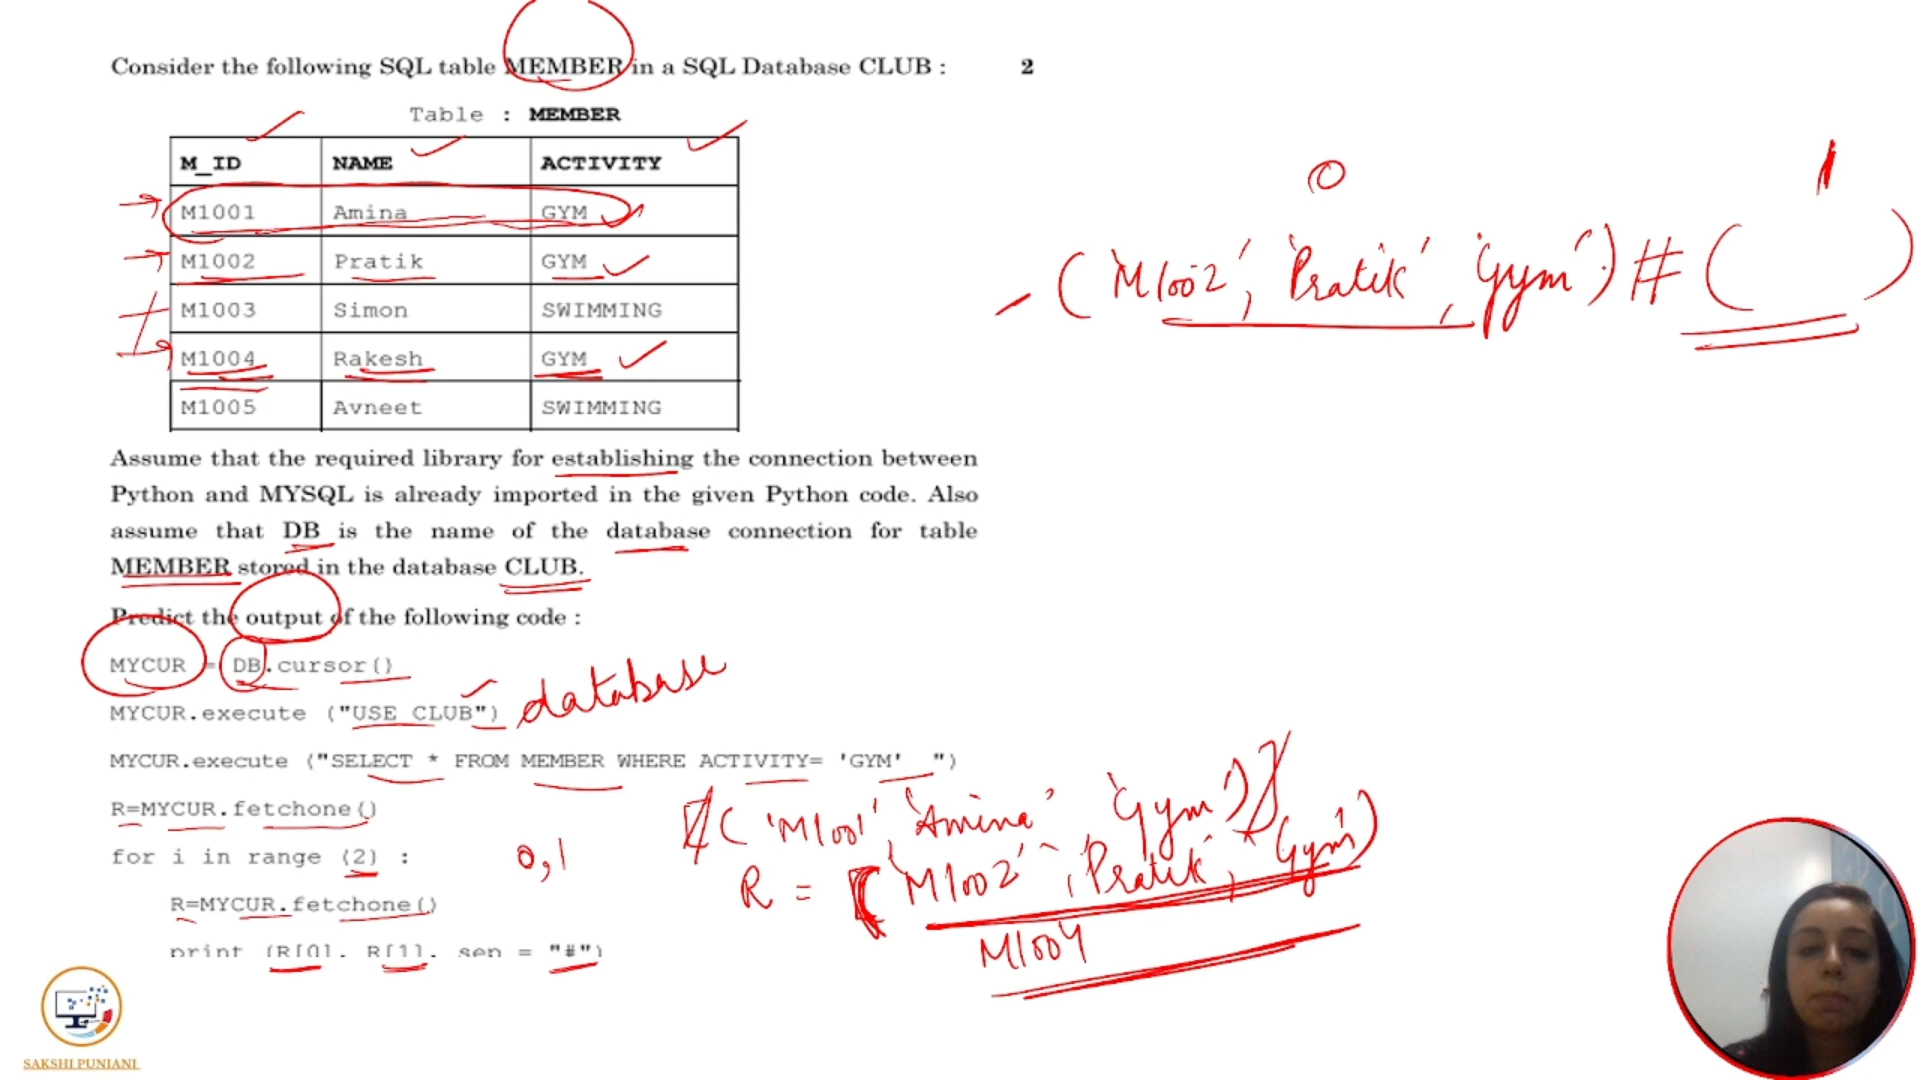 Consider the following SQL table MEMBER in a SQL Database CLUB : 2
Table : MEMBER
M_ID NAME ACTIVITY
M1001 Amina GYM
M1002 Pratik GYM
M1003 Simon SWIMMING
M1004 Rakesh GYM
M1005 Avneet SWIMMING
0 1
('M1002', 'Pratik', 'Gym') # ( )
Assume that the required library for establishing the connection between
Python and MYSQL is already imported in the given Python code. Also
assume that DB is the name of the database connection for table
MEMBER stored in the database CLUB.
Predict the output of the following code :
MYCUR = DB.cursor()
MYCUR.execute ("USE CLUB") database
MYCUR.execute ("SELECT * FROM MEMBER WHERE ACTIVITY= 'GYM' ")
R=MYCUR.fetchone()
[( 'M1001', 'Amina' 'Gym')]
for i in range (2) : 0,1
R = ('M1002', 'Pratik', 'Gym')
R=MYCUR.fetchone()
M1004
print (R[0], R[1], sep = "#")
SAKSHI PUNIANI